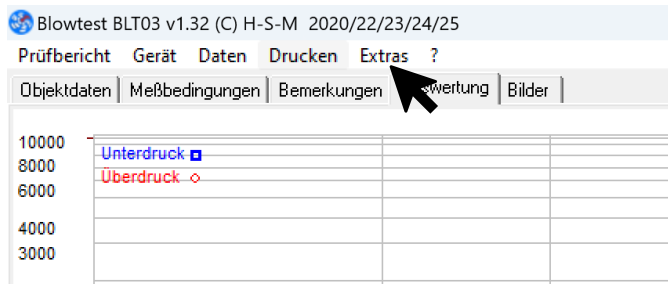 Blowtest BLT03 v1.32 (C) H-S-M 2020/22/23/24/25
Prüfbericht Gerät Daten Drucken Extras ?
Objektdaten Meßbedingungen Bemerkungen Bilder
10000
Unterdruck
8000
Überdruck
6000
4000
3000